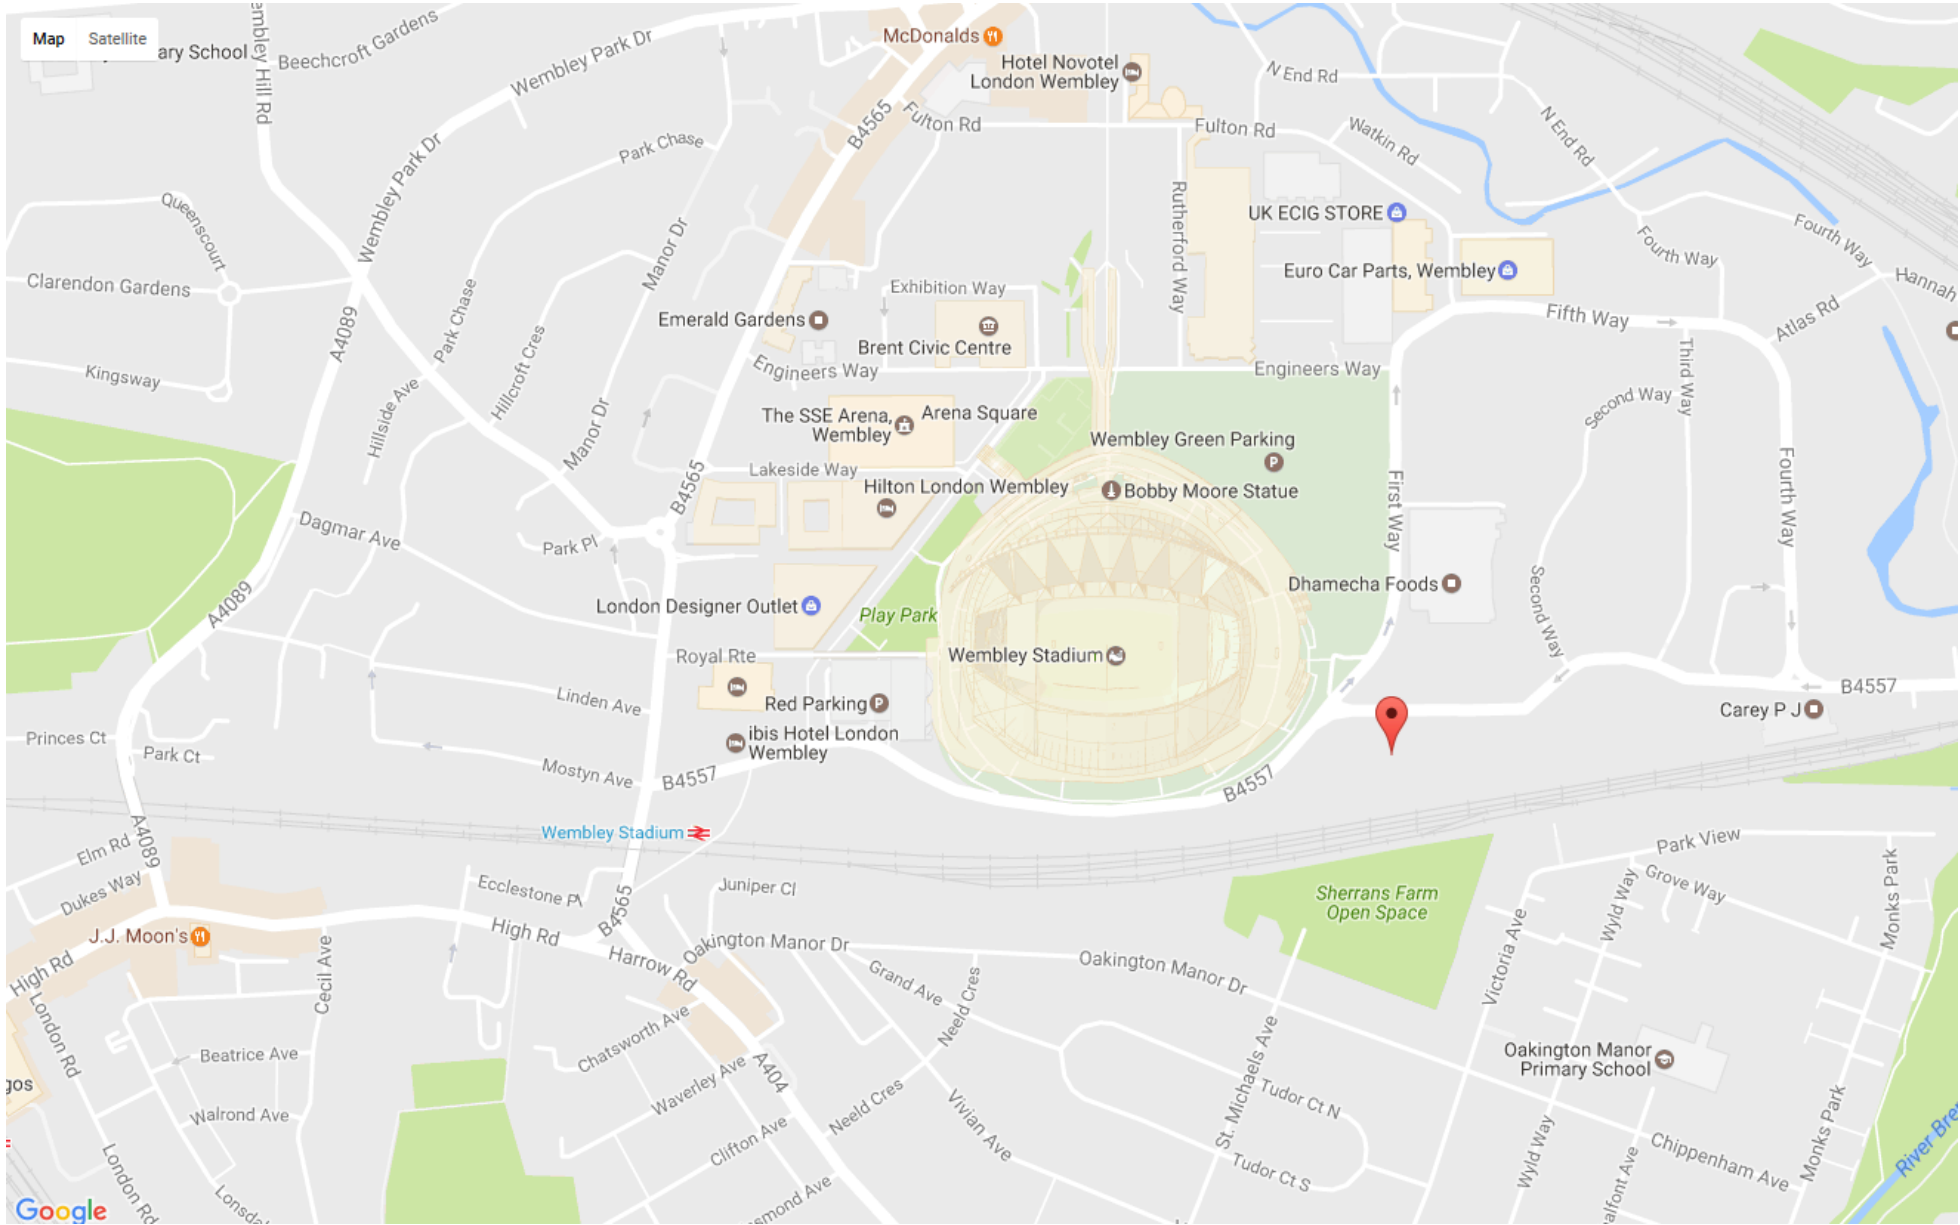 Map Satellite
ary School
Beechcroft Gardens
Wembley Park Dr
McDonalds
Hotel Novotel
London Wembley
N End Rd
embley Hill Rd
B4565
Fulton Rd
Fulton Rd
Watkin Rd
N End Rd
Park Chase
Wembley Park Dr
Queenscourt
Manor Dr
Rutherford Way
UK ECIG STORE
Fourth Way
Fourth Way
Hannah
Clarendon Gardens
Euro Car Parts, Wembley
Exhibition Way
Park Chase
A4089
Emerald Gardens
Brent Civic Centre
Fifth Way
Atlas Rd
Kingsway
Hillcroft Cres
Engineers Way
Engineers Way
Third Way
Hillside Ave
Manor Dr
The SSE Arena,
Wembley
Arena Square
Second Way
Wembley Green Parking
Lakeside Way
B4565
Hilton London Wembley
Bobby Moore Statue
First Way
Fourth Way
Dagmar Ave
Park Pl
Dhamecha Foods
Second Way
A4089
London Designer Outlet
Play Park
Royal Rte
Wembley Stadium
B4557
Linden Ave
Red Parking
Carey P J
Princes Ct
Park Ct
ibis Hotel London
Wembley
Mostyn Ave
B4557
B4557
Wembley Stadium
A4089
Elm Rd
Dukes Way
Park View
Grove Way
Monks Park
Ecclestone Pl
Juniper Cl
Sherrans Farm
Open Space
Wyld Way
B4565
J.J. Moon's
High Rd
High Rd
Harrow Rd
Oakington Manor Dr
Oakington Manor Dr
Victoria Ave
Cecil Ave
Grand Ave
Neeld Cres
London Rd
Chatsworth Ave
St. Michaels Ave
Beatrice Ave
A404
Oakington Manor
Primary School
gos
Waverley Ave
Neeld Cres
Vivian Ave
Tudor Ct N
Walrond Ave
Clifton Ave
Tudor Ct S
Wyld Way
Chippenham Ave
Monks Park
River Bre
London Rd
Lonsda
smond Ave
alfont Ave
Google